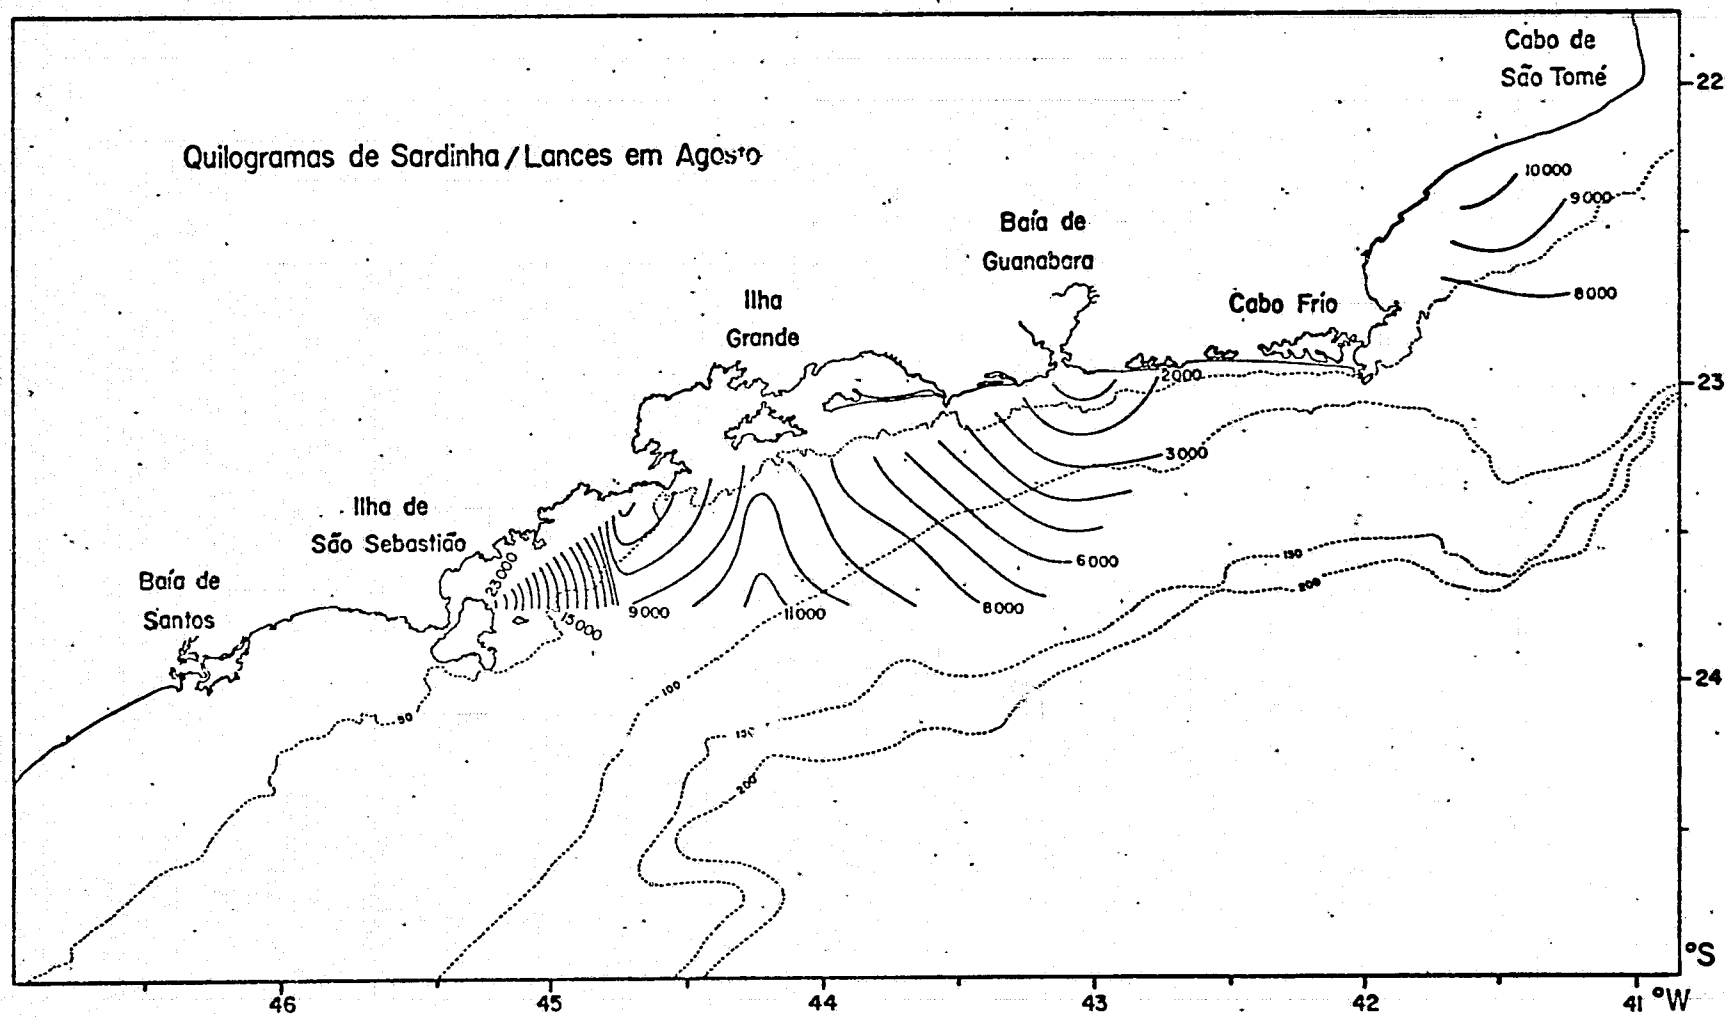 Cabo de
São Tomé
22
Quilogramas de Sardinha/Lances em Agosto
10000
9000
Baía de
Guanabara
8000
Ilha
Grande
Cabo Frio
2000
23
3000
Ilha de
São Sebastião
23000
150
6000
200
Baía de
Santos
9000
15000
11000
8000
100
24
50
150
200
°S
46
45
44
43
42
41 °W